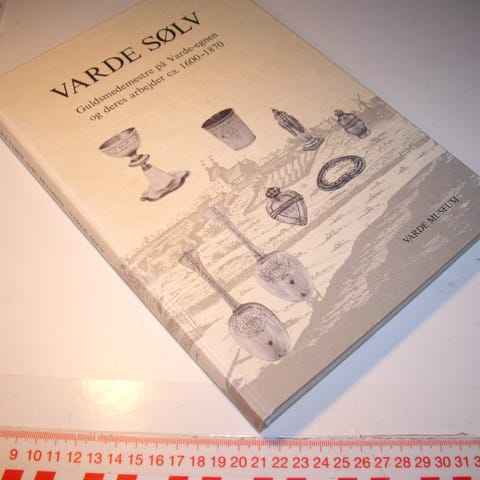 VARDE SØLV
Guldsmedemestre på Varde-egnen
og deres arbejder ca. 1600-1870
VARDE MUSEUM
9 10 11 12 13 14 15 16 17 18 19 20 21 22 23 24 25 26 27 28 29 30 31 3